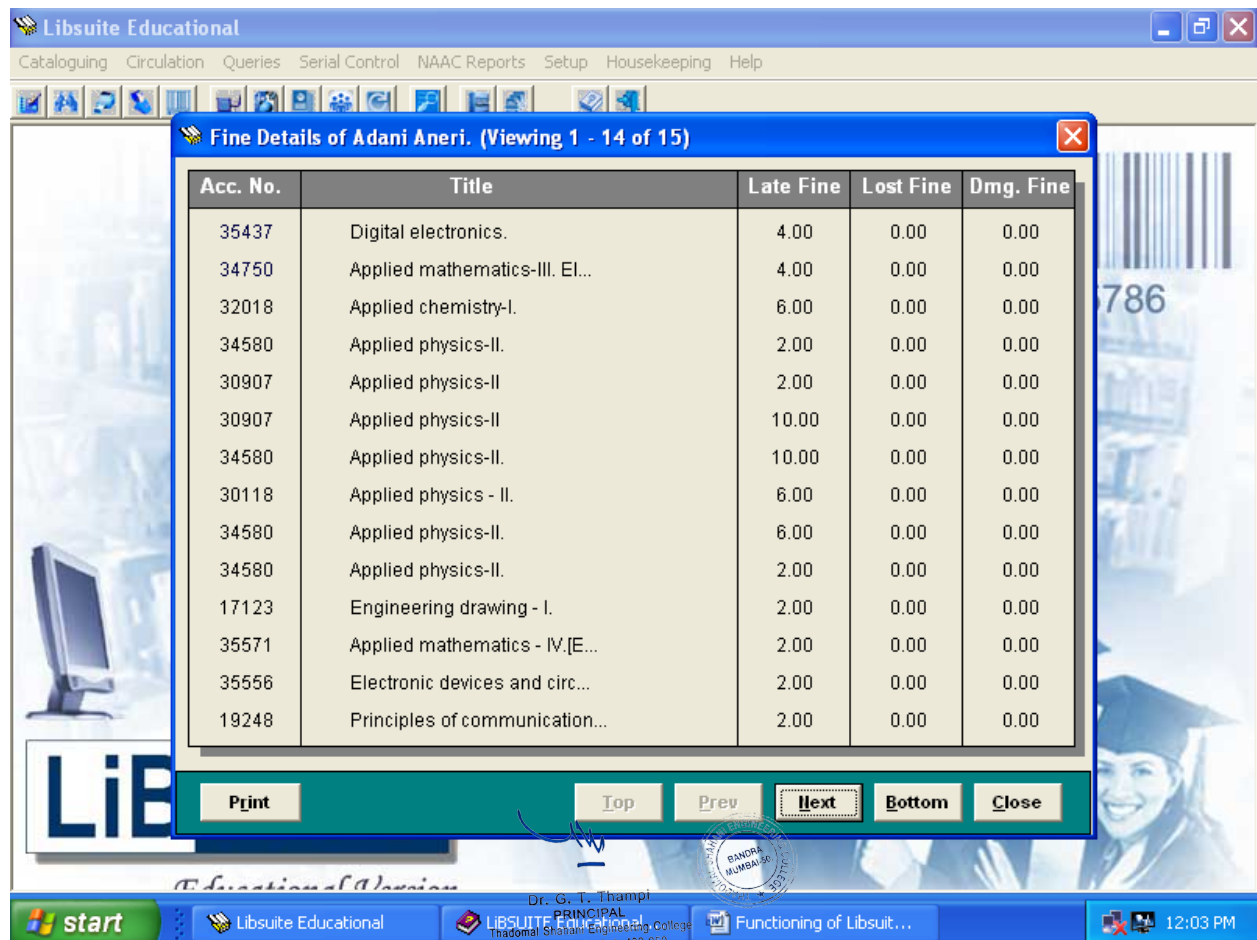 Libsuite Educational
Cataloguing Circulation Queries Serial Control NAAC Reports Setup Housekeeping Help
Fine Details of Adani Aneri. (Viewing 1 - 14 of 15)
Acc. No. Title Late Fine Lost Fine Dmg. Fine
35437 Digital electronics. 4.00 0.00 0.00
34750 Applied mathematics-III. El... 4.00 0.00 0.00
32018 Applied chemistry-I. 6.00 0.00 0.00
34580 Applied physics-II. 2.00 0.00 0.00
30907 Applied physics-II 2.00 0.00 0.00
30907 Applied physics-II 10.00 0.00 0.00
34580 Applied physics-II. 10.00 0.00 0.00
30118 Applied physics - II. 6.00 0.00 0.00
34580 Applied physics-II. 6.00 0.00 0.00
34580 Applied physics-II. 2.00 0.00 0.00
17123 Engineering drawing - I. 2.00 0.00 0.00
35571 Applied mathematics - IV.[E... 2.00 0.00 0.00
35556 Electronic devices and circ... 2.00 0.00 0.00
19248 Principles of communication... 2.00 0.00 0.00
5786
Print Top Prev Next Bottom Close
LiB
BANDRA
MUMBAI-50
Educational Version
Dr. G. T. Thampi
PRINCIPAL
Thadomal Shahani Engineering College
start Libsuite Educational LiBSUITE Educational Functioning of Libsuit... 12:03 PM